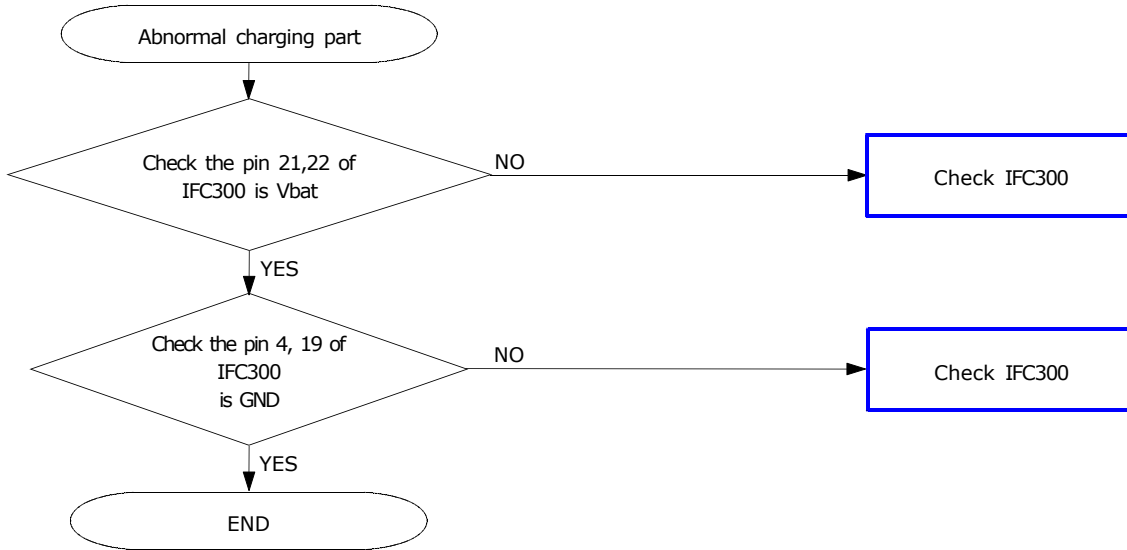 Abnormal charging part
Check the pin 21,22 of
IFC300 is Vbat
NO
Check IFC300
YES
Check the pin 4, 19 of
IFC300
is GND
NO
Check IFC300
YES
END